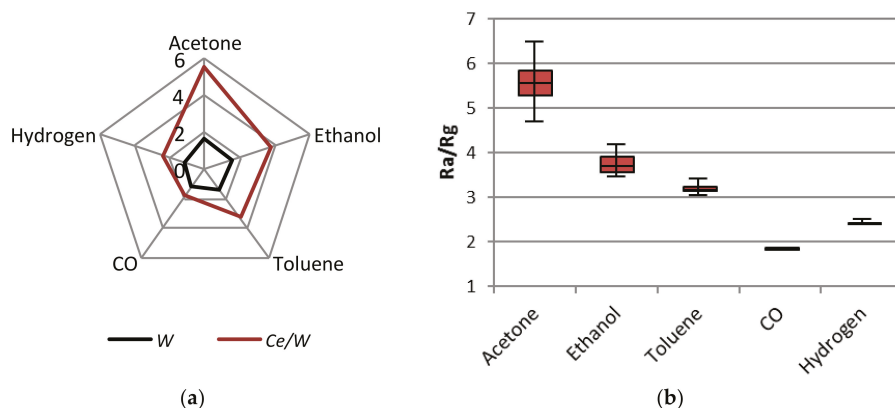 Acetone
6
4
2
0
Hydrogen
Ethanol
CO
Toluene
W
Ce/W
(a)
Ra/Rg
7
6
5
4
3
2
1
Acetone
Ethanol
Toluene
CO
Hydrogen
(b)